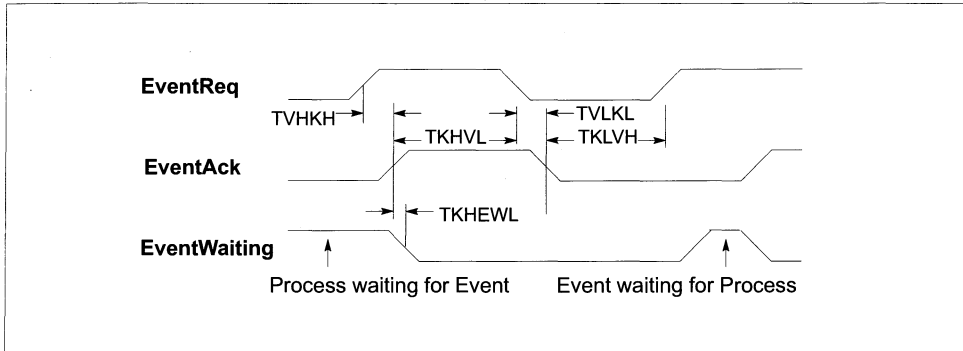 EventReq
TVHKH
TVLKL
TKHVL
TKLVH
EventAck
TKHEWL
EventWaiting
Process waiting for Event
Event waiting for Process